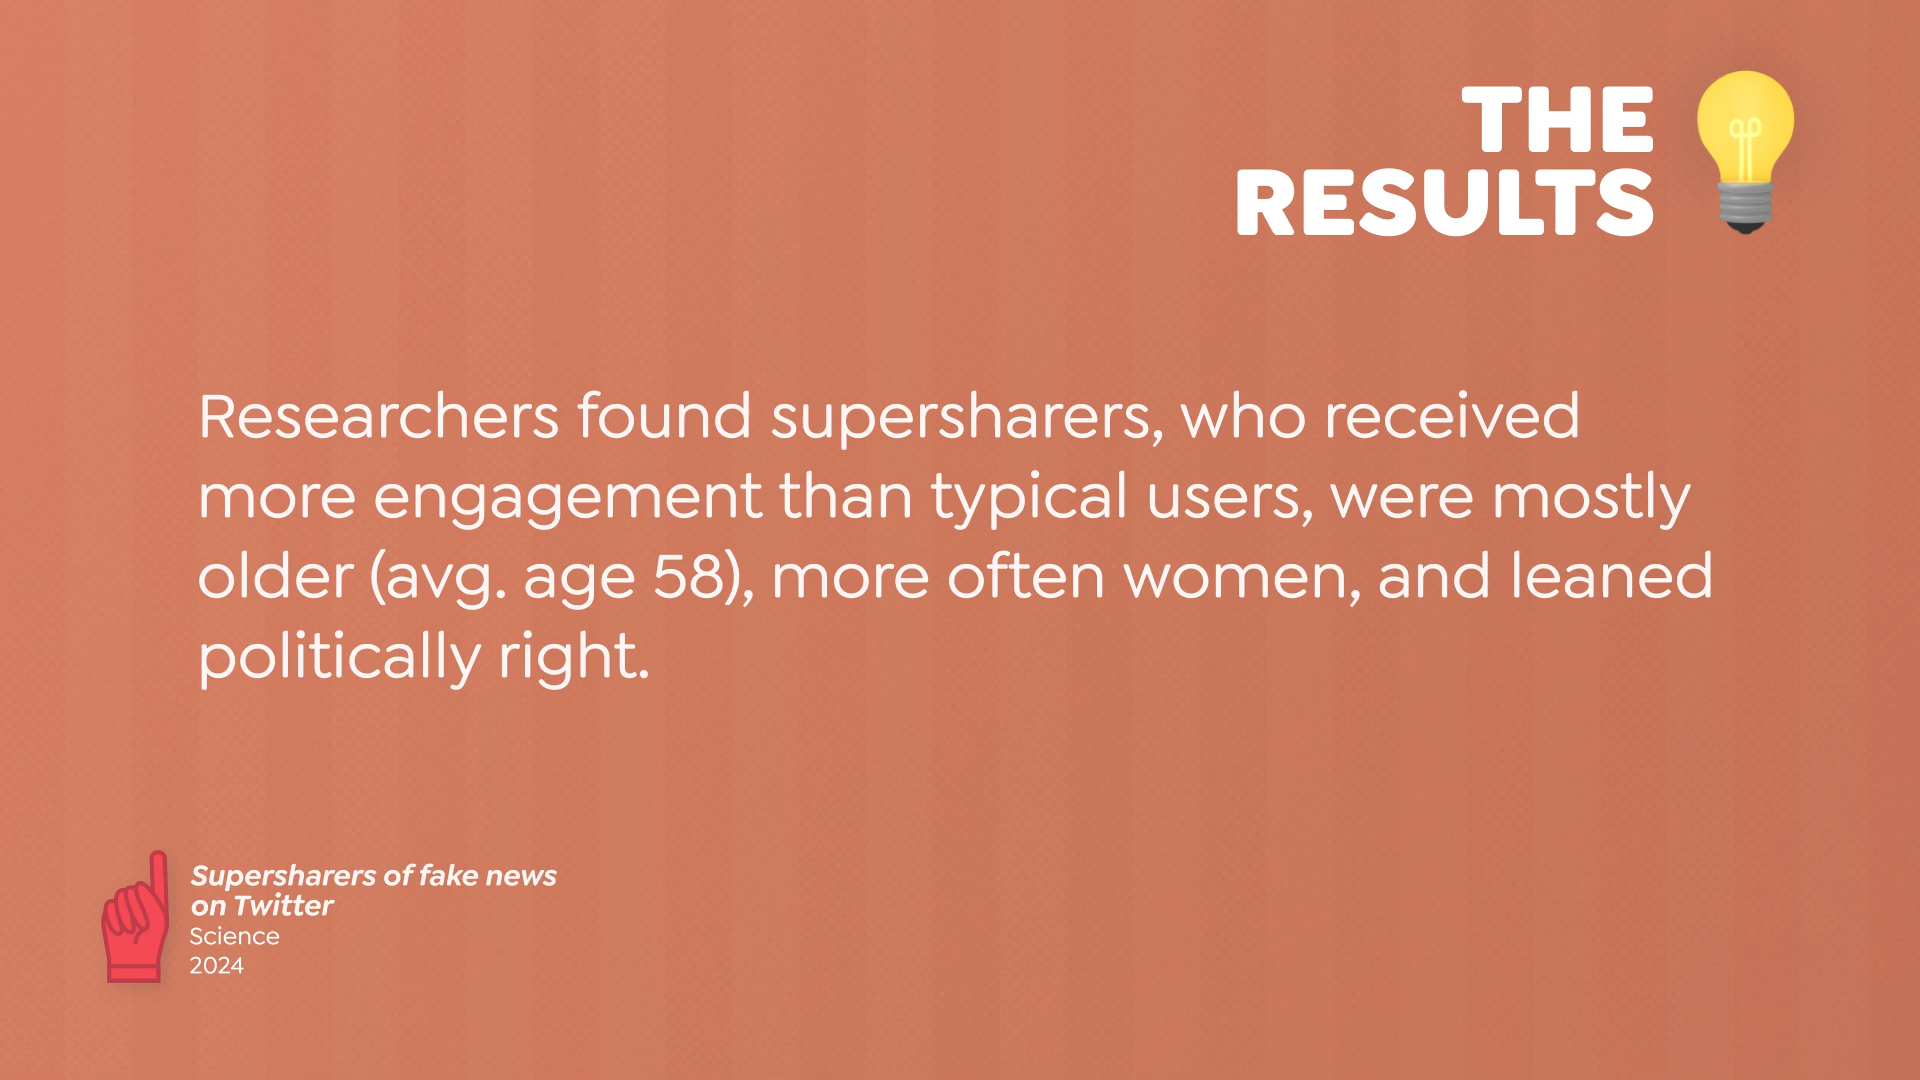 THE
RESULTS
Researchers found supersharers, who received
more engagement than typical users, were mostly
older (avg. age 58), more often women, and leaned
politically right.
Supersharers of fake news
on Twitter
Science
2024